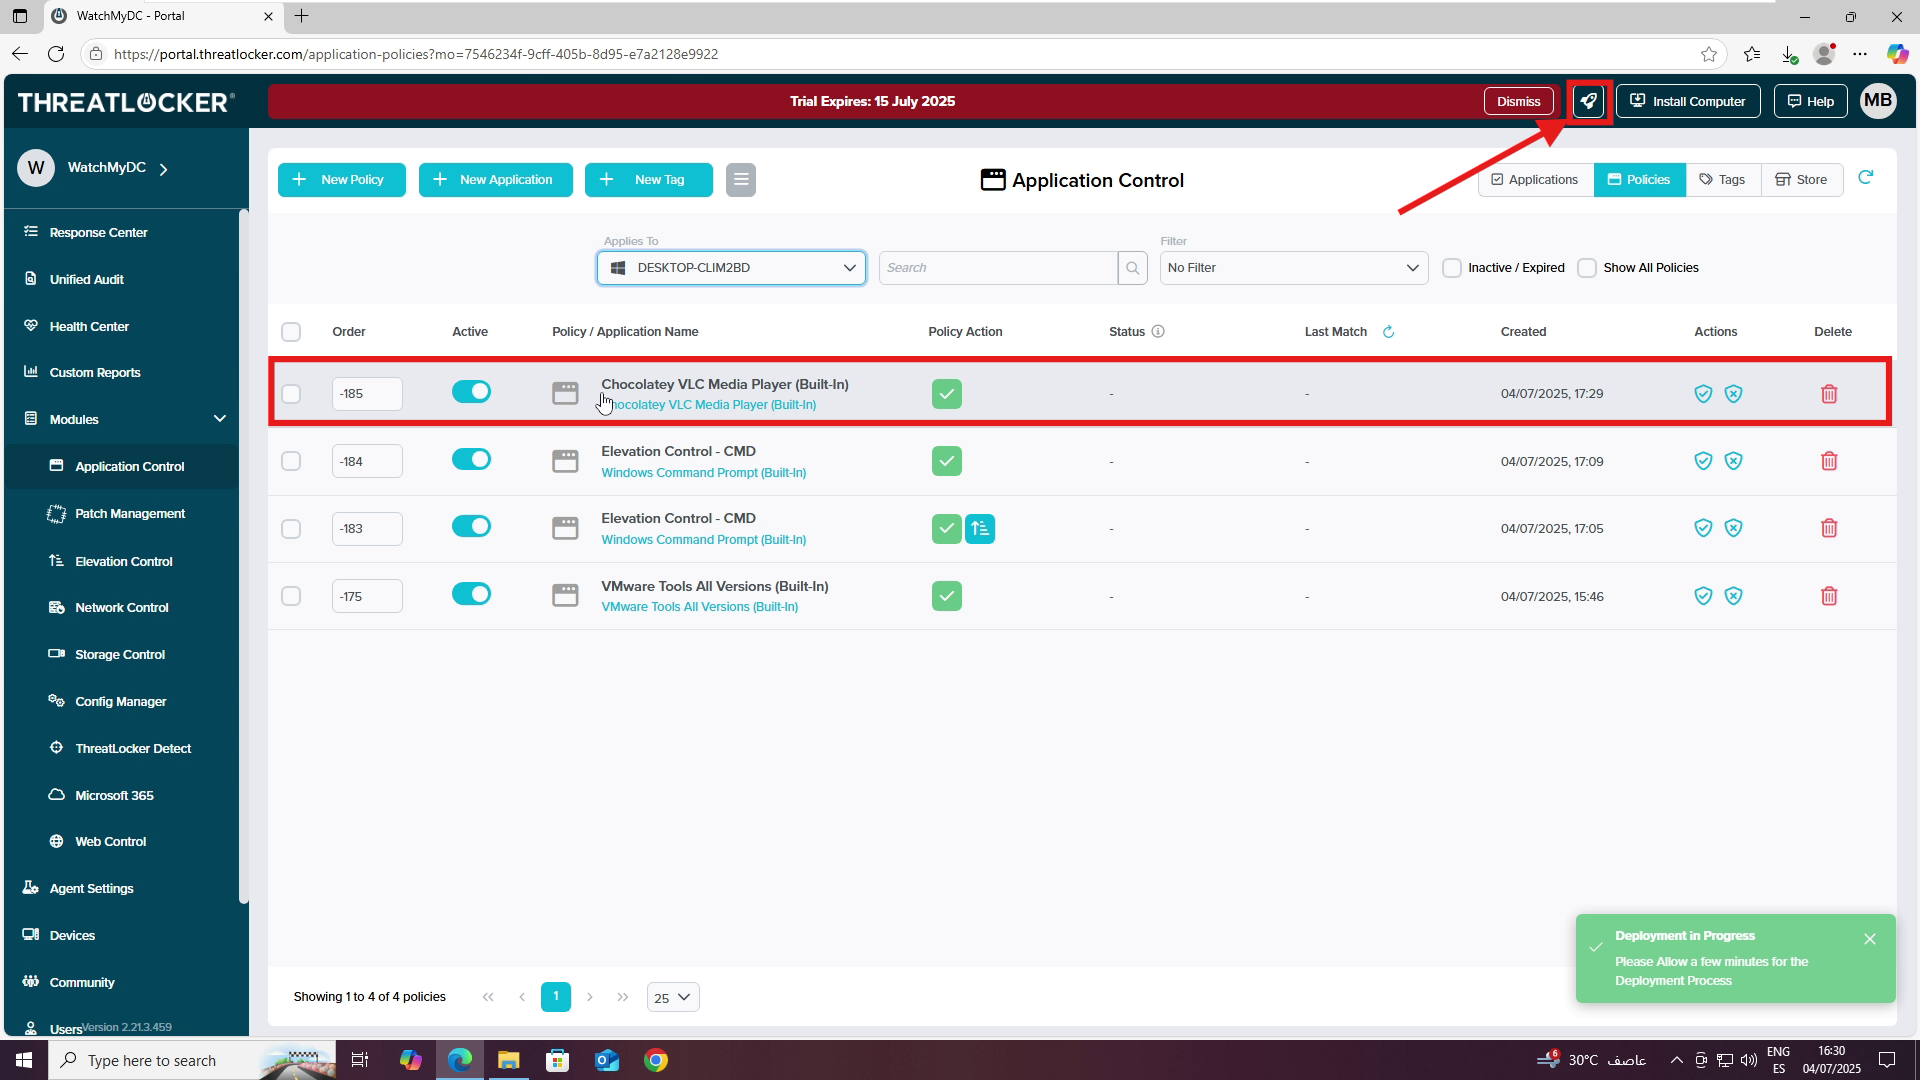 WatchMyDC - Portal
https://portal.threatlocker.com/application-policies?mo=7546234f-9cff-405b-8d95-e7a2128e9922
THREATLOCKER®
Trial Expires: 15 July 2025
Dismiss
Install Computer
Help
MB
W
WatchMyDC
Response Center
Unified Audit
Health Center
Custom Reports
Modules
Application Control
Patch Management
Elevation Control
Network Control
Storage Control
Config Manager
ThreatLocker Detect
Microsoft 365
Web Control
Agent Settings
Devices
Community
Users
Version 2.21.3.459
New Policy
New Application
New Tag
Application Control
Applications
Policies
Tags
Store
Applies To
DESKTOP-CLIM2BD
Search
Filter
No Filter
Inactive / Expired
Show All Policies
Order Active Policy / Application Name Policy Action Status Last Match Created Actions Delete
-185 Chocolatey VLC Media Player (Built-In) - - 04/07/2025, 17:29
Chocolatey VLC Media Player (Built-In)
-184 Elevation Control - CMD - - 04/07/2025, 17:09
Windows Command Prompt (Built-In)
-183 Elevation Control - CMD - - 04/07/2025, 17:05
Windows Command Prompt (Built-In)
-175 VMware Tools All Versions (Built-In) - - 04/07/2025, 15:46
VMware Tools All Versions (Built-In)
Showing 1 to 4 of 4 policies
1
25
Deployment in Progress
Please Allow a few minutes for the
Deployment Process
Type here to search
6
30°C عاصف
ENG
ES
16:30
04/07/2025